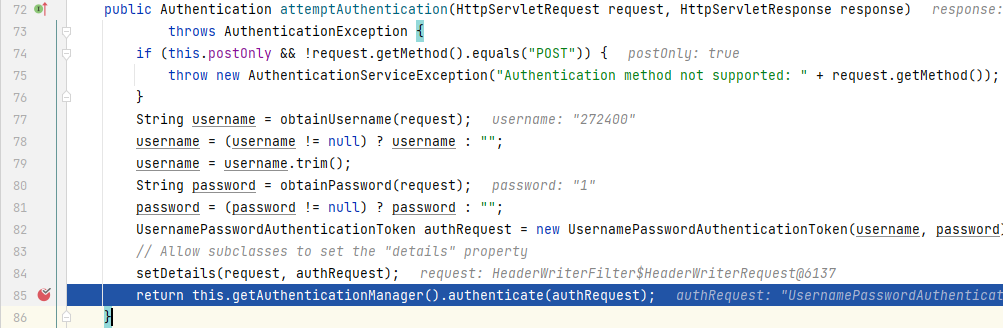 72 public Authentication attemptAuthentication(HttpServletRequest request, HttpServletResponse response) response:
73 throws AuthenticationException {
74 if (this.postOnly && !request.getMethod().equals("POST")) { postOnly: true
75 throw new AuthenticationServiceException("Authentication method not supported: " + request.getMethod());
76 }
77 String username = obtainUsername(request); username: "272400"
78 username = (username != null) ? username : "";
79 username = username.trim();
80 String password = obtainPassword(request); password: "1"
81 password = (password != null) ? password : "";
82 UsernamePasswordAuthenticationToken authRequest = new UsernamePasswordAuthenticationToken(username, password)
83 // Allow subclasses to set the "details" property
84 setDetails(request, authRequest); request: HeaderWriterFilter$HeaderWriterRequest@6137
85 return this.getAuthenticationManager().authenticate(authRequest); authRequest: "UsernamePasswordAuthenticat
86 }